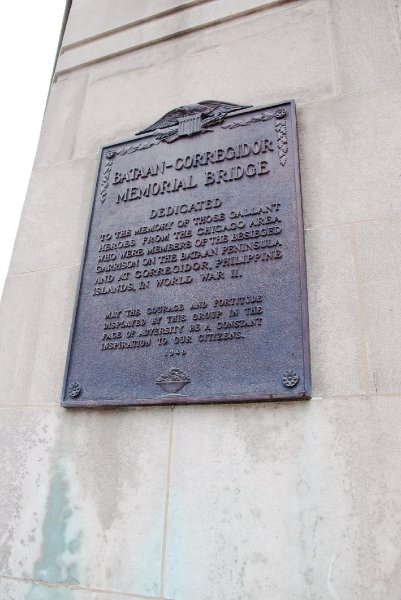 BATAAN-CORREGIDOR
MEMORIAL BRIDGE
DEDICATED
TO THE MEMORY OF THOSE GALLANT
HEROES FROM THE CHICAGO AREA
WHO WERE MEMBERS OF THE BESIEGED
GARRISON ON THE BATAAN PENINSULA
AND AT CORREGIDOR, PHILIPPINE
ISLANDS, IN WORLD WAR II.
MAY THE COURAGE AND FORTITUDE
DISPLAYED BY THIS GROUP IN THE
FACE OF ADVERSITY BE A CONSTANT
INSPIRATION TO OUR CITIZENS.
1949